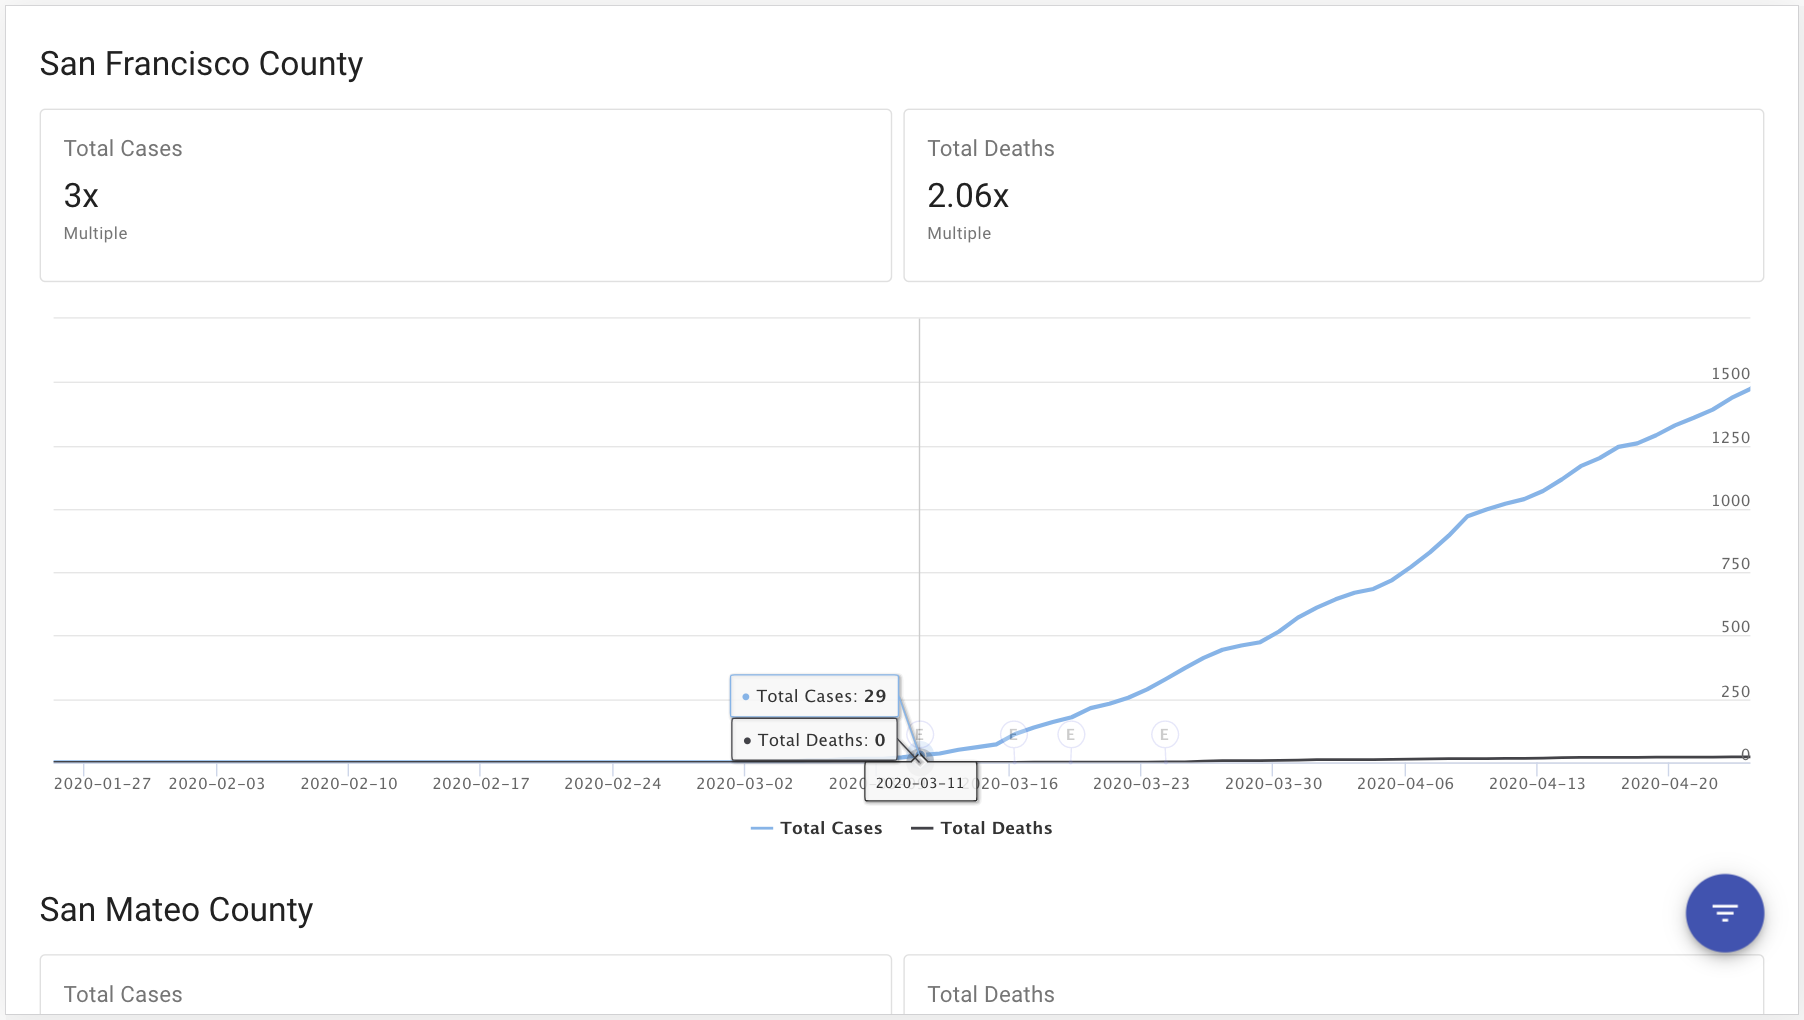 San Francisco County
Total Cases
3x
Multiple
Total Deaths
2.06x
Multiple
1500
1250
1000
750
500
250
0
Total Cases: 29
Total Deaths: 0
E
E
E
E
2020-01-27 2020-02-03 2020-02-10 2020-02-17 2020-02-24 2020-03-02 2020-03-11 2020-03-16 2020-03-23 2020-03-30 2020-04-06 2020-04-13 2020-04-20
Total Cases Total Deaths
San Mateo County
Total Cases
Total Deaths